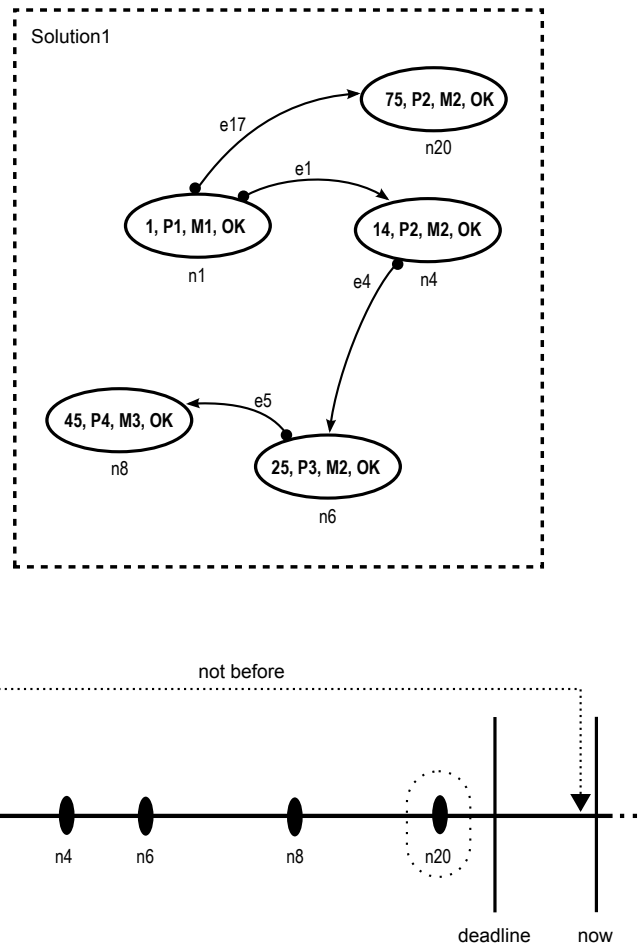 Solution1
75, P2, M2, OK
e17
n20
e1
1, P1, M1, OK
14, P2, M2, OK
n1
e4
n4
e5
45, P4, M3, OK
n8
25, P3, M2, OK
n6
not before
n4
n6
n8
n20
deadline
now